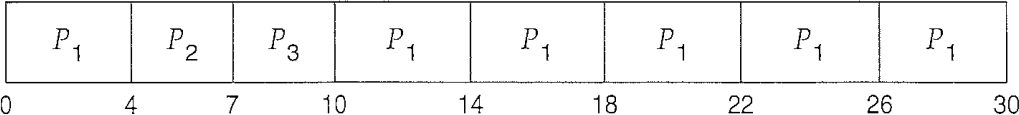 P₁ P₂ P₃ P₁ P₁ P₁ P₁ P₁
0 4 7 10 14 18 22 26 30